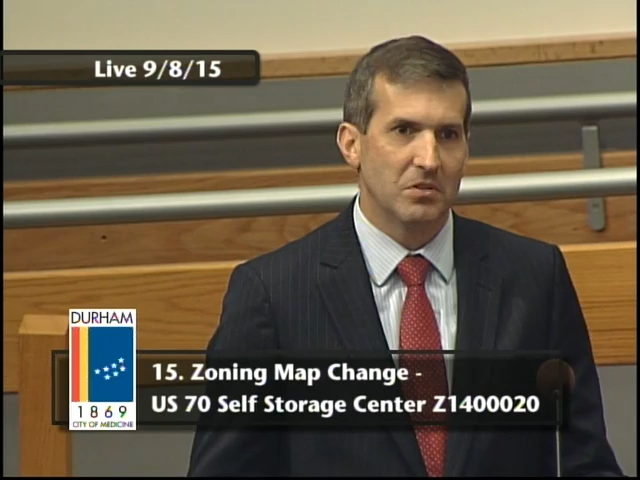 Live 9/8/15
DURHAM
1869
CITY OF MEDICINE
15. Zoning Map Change -
US 70 Self Storage Center Z1400020